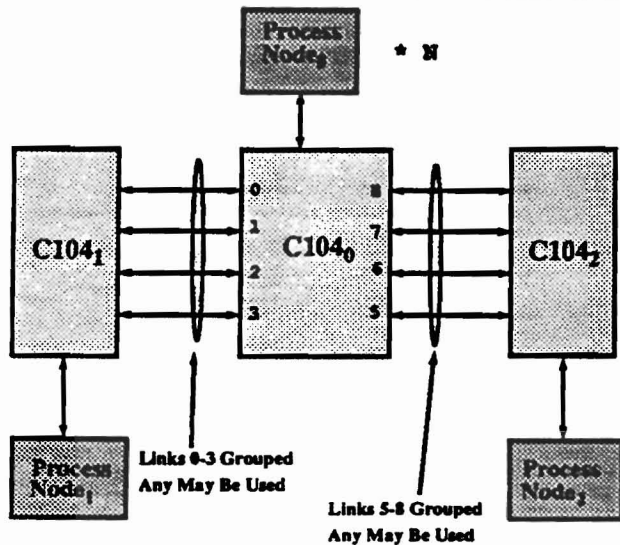 Process
Node₀
* N
0
1
2
3
8
7
6
5
C104₁
C104₀
C104₂
Process
Node₁
Links 0-3 Grouped
Any May Be Used
Links 5-8 Grouped
Any May Be Used
Process
Node₂